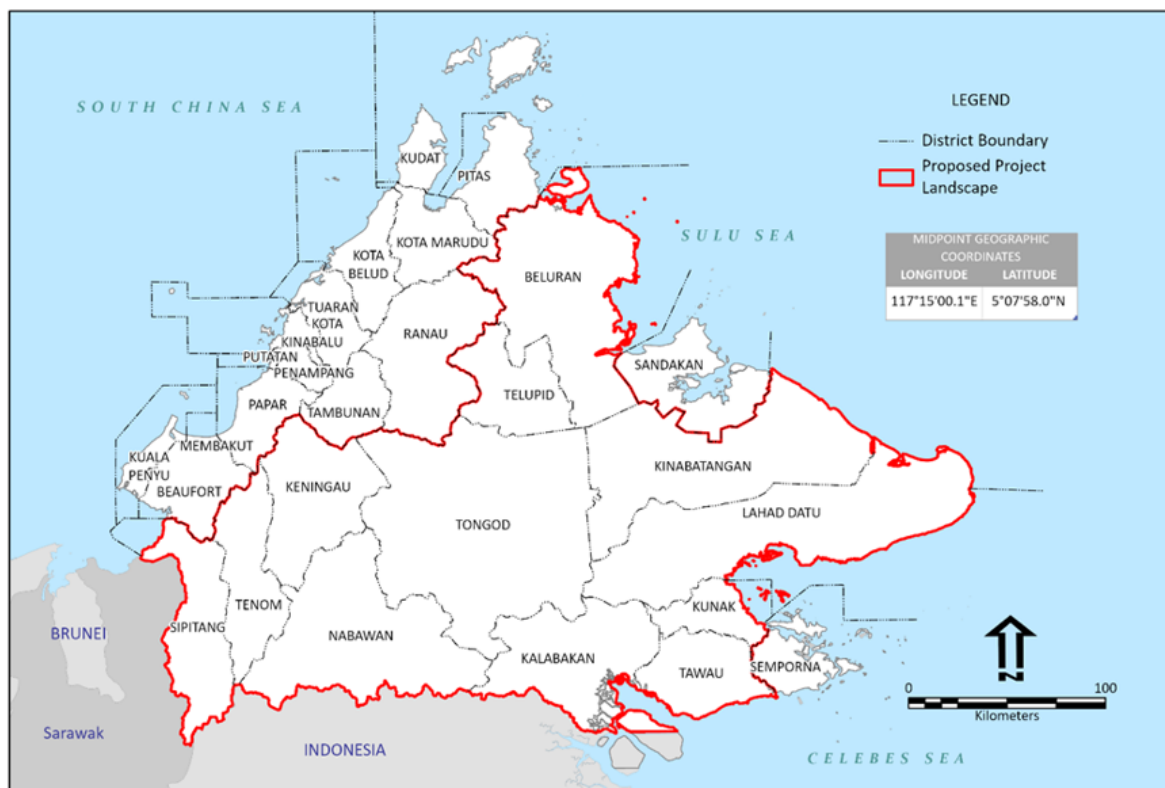 SOUTH CHINA SEA
LEGEND
District Boundary
Proposed Project
Landscape
SULU SEA
MIDPOINT GEOGRAPHIC
COORDINATES
LONGITUDE LATITUDE
117°15'00.1"E 5°07'58.0"N
KUDAT
PITAS
KOTA MARUDU
KOTA
BELUD
BELURAN
TUARAN
KOTA
KINABALU
RANAU
PUTATAN
PENAMPANG
SANDAKAN
TELUPID
PAPAR
TAMBUNAN
MEMBAKUT
KUALA
PENYU
BEAUFORT
KENINGAU
KINABATANGAN
LAHAD DATU
TONGOD
TENOM
KUNAK
SIPITANG
BRUNEI
NABAWAN
KALABAKAN
TAWAU
SEMPORNA
N
0 100
Kilometers
Sarawak
INDONESIA
CELEBES SEA